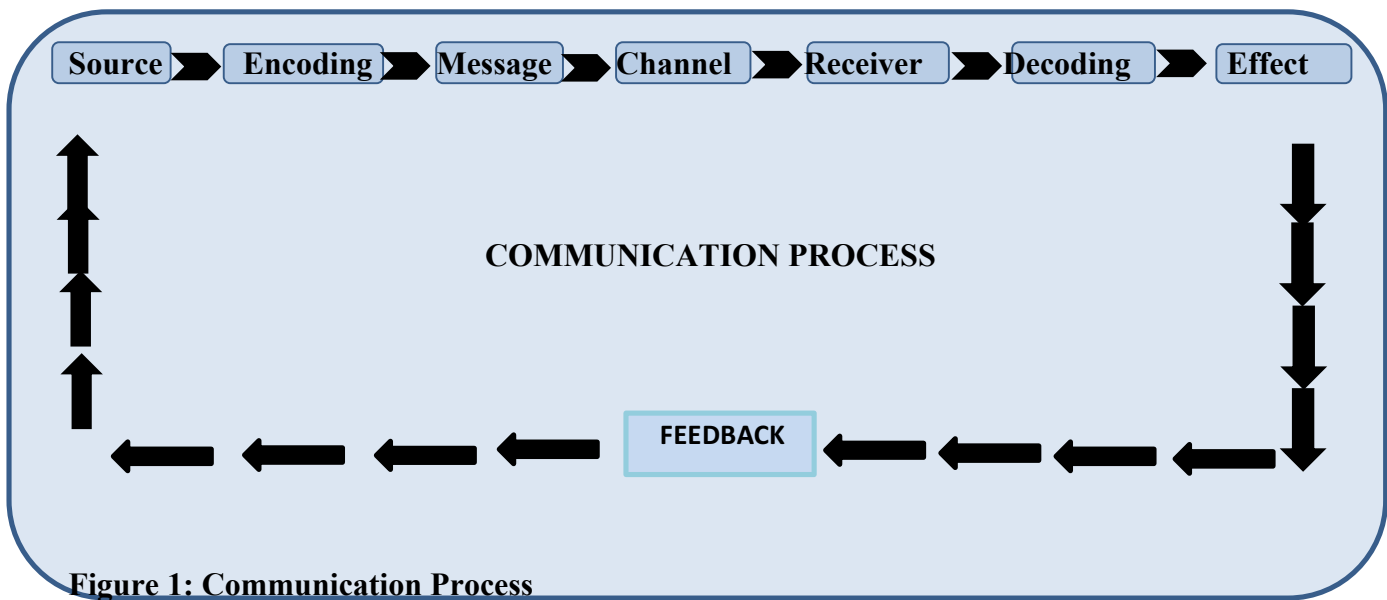 Source Encoding Message Channel Receiver Decoding Effect
COMMUNICATION PROCESS
FEEDBACK
Figure 1: Communication Process